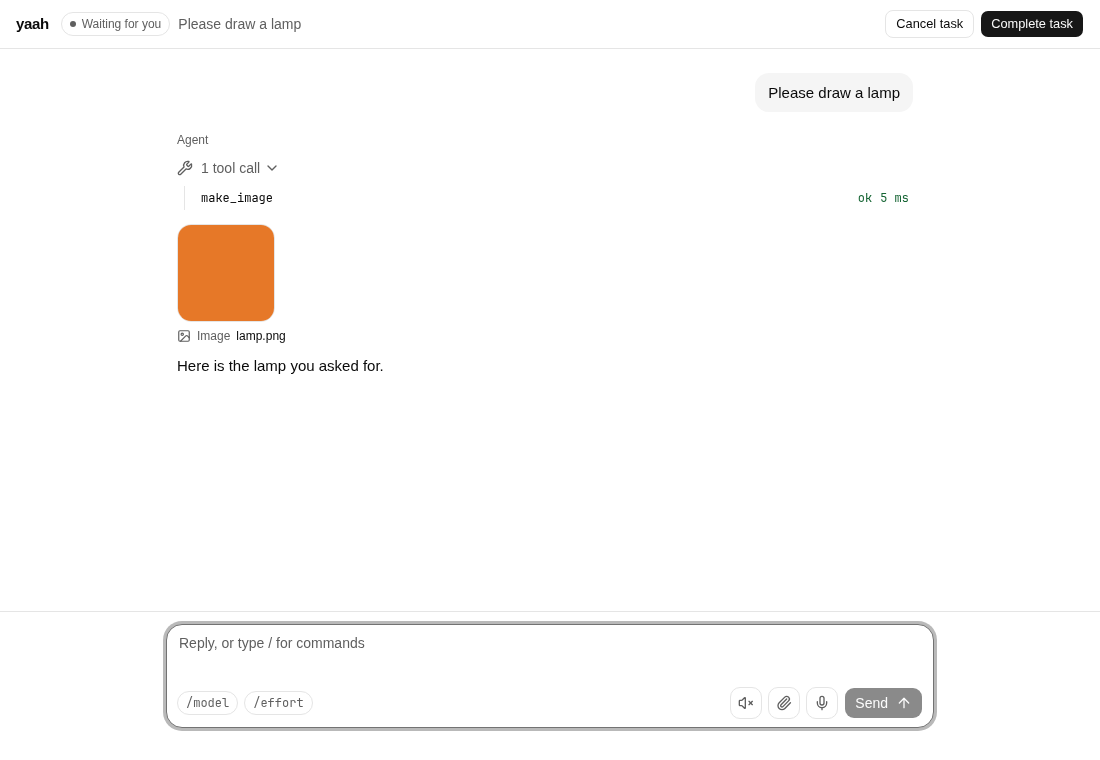 yaah
Waiting for you
Please draw a lamp
Cancel task
Complete task
Please draw a lamp
Agent
1 tool call
make_image
ok 5 ms
Image lamp.png
Here is the lamp you asked for.
Reply, or type / for commands
/model
/effort
Send